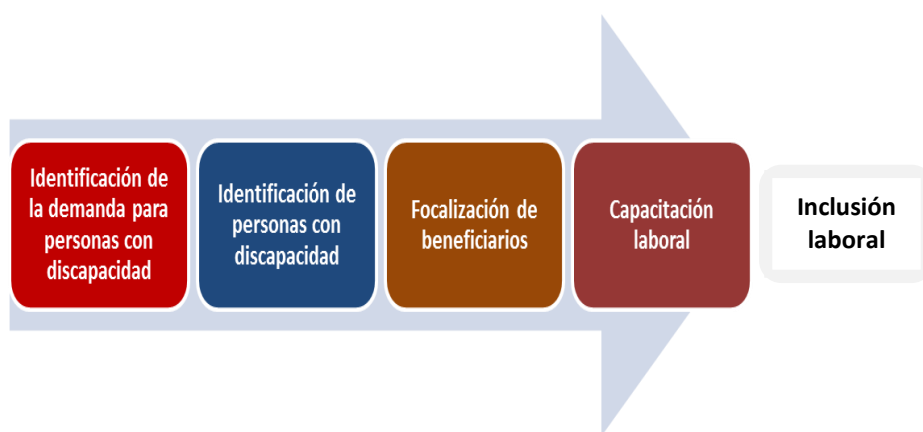 Identificación de
la demanda para
personas con
discapacidad
Identificación de
personas con
discapacidad
Focalización de
beneficiarios
Capacitación
laboral
Inclusión
laboral